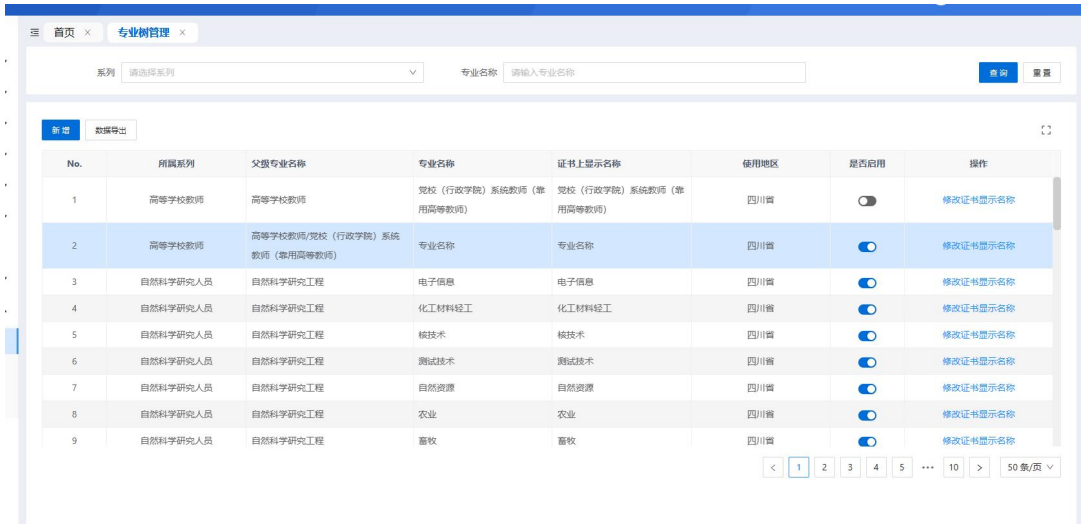 首页 × 专业树管理 ×
系列 请选择系列 专业名称 请输入专业名称 查询 重置
新增 数据导出
No. 所属系列 父级专业名称 专业名称 证书上显示名称 使用地区 是否启用 操作
1 高等学校教师 高等学校教师 党校（行政学院）系统教师（靠用高等教师） 党校（行政学院）系统教师（靠用高等教师） 四川省 修改证书显示名称
2 高等学校教师 高等学校教师/党校（行政学院）系统教师（靠用高等教师） 专业名称 专业名称 四川省 修改证书显示名称
3 自然科学研究人员 自然科学研究工程 电子信息 电子信息 四川省 修改证书显示名称
4 自然科学研究人员 自然科学研究工程 化工材料轻工 化工材料轻工 四川省 修改证书显示名称
5 自然科学研究人员 自然科学研究工程 核技术 核技术 四川省 修改证书显示名称
6 自然科学研究人员 自然科学研究工程 测试技术 测试技术 四川省 修改证书显示名称
7 自然科学研究人员 自然科学研究工程 自然资源 自然资源 四川省 修改证书显示名称
8 自然科学研究人员 自然科学研究工程 农业 农业 四川省 修改证书显示名称
9 自然科学研究人员 自然科学研究工程 畜牧 畜牧 四川省 修改证书显示名称
< 1 2 3 4 5 ••• 10 > 50 条/页